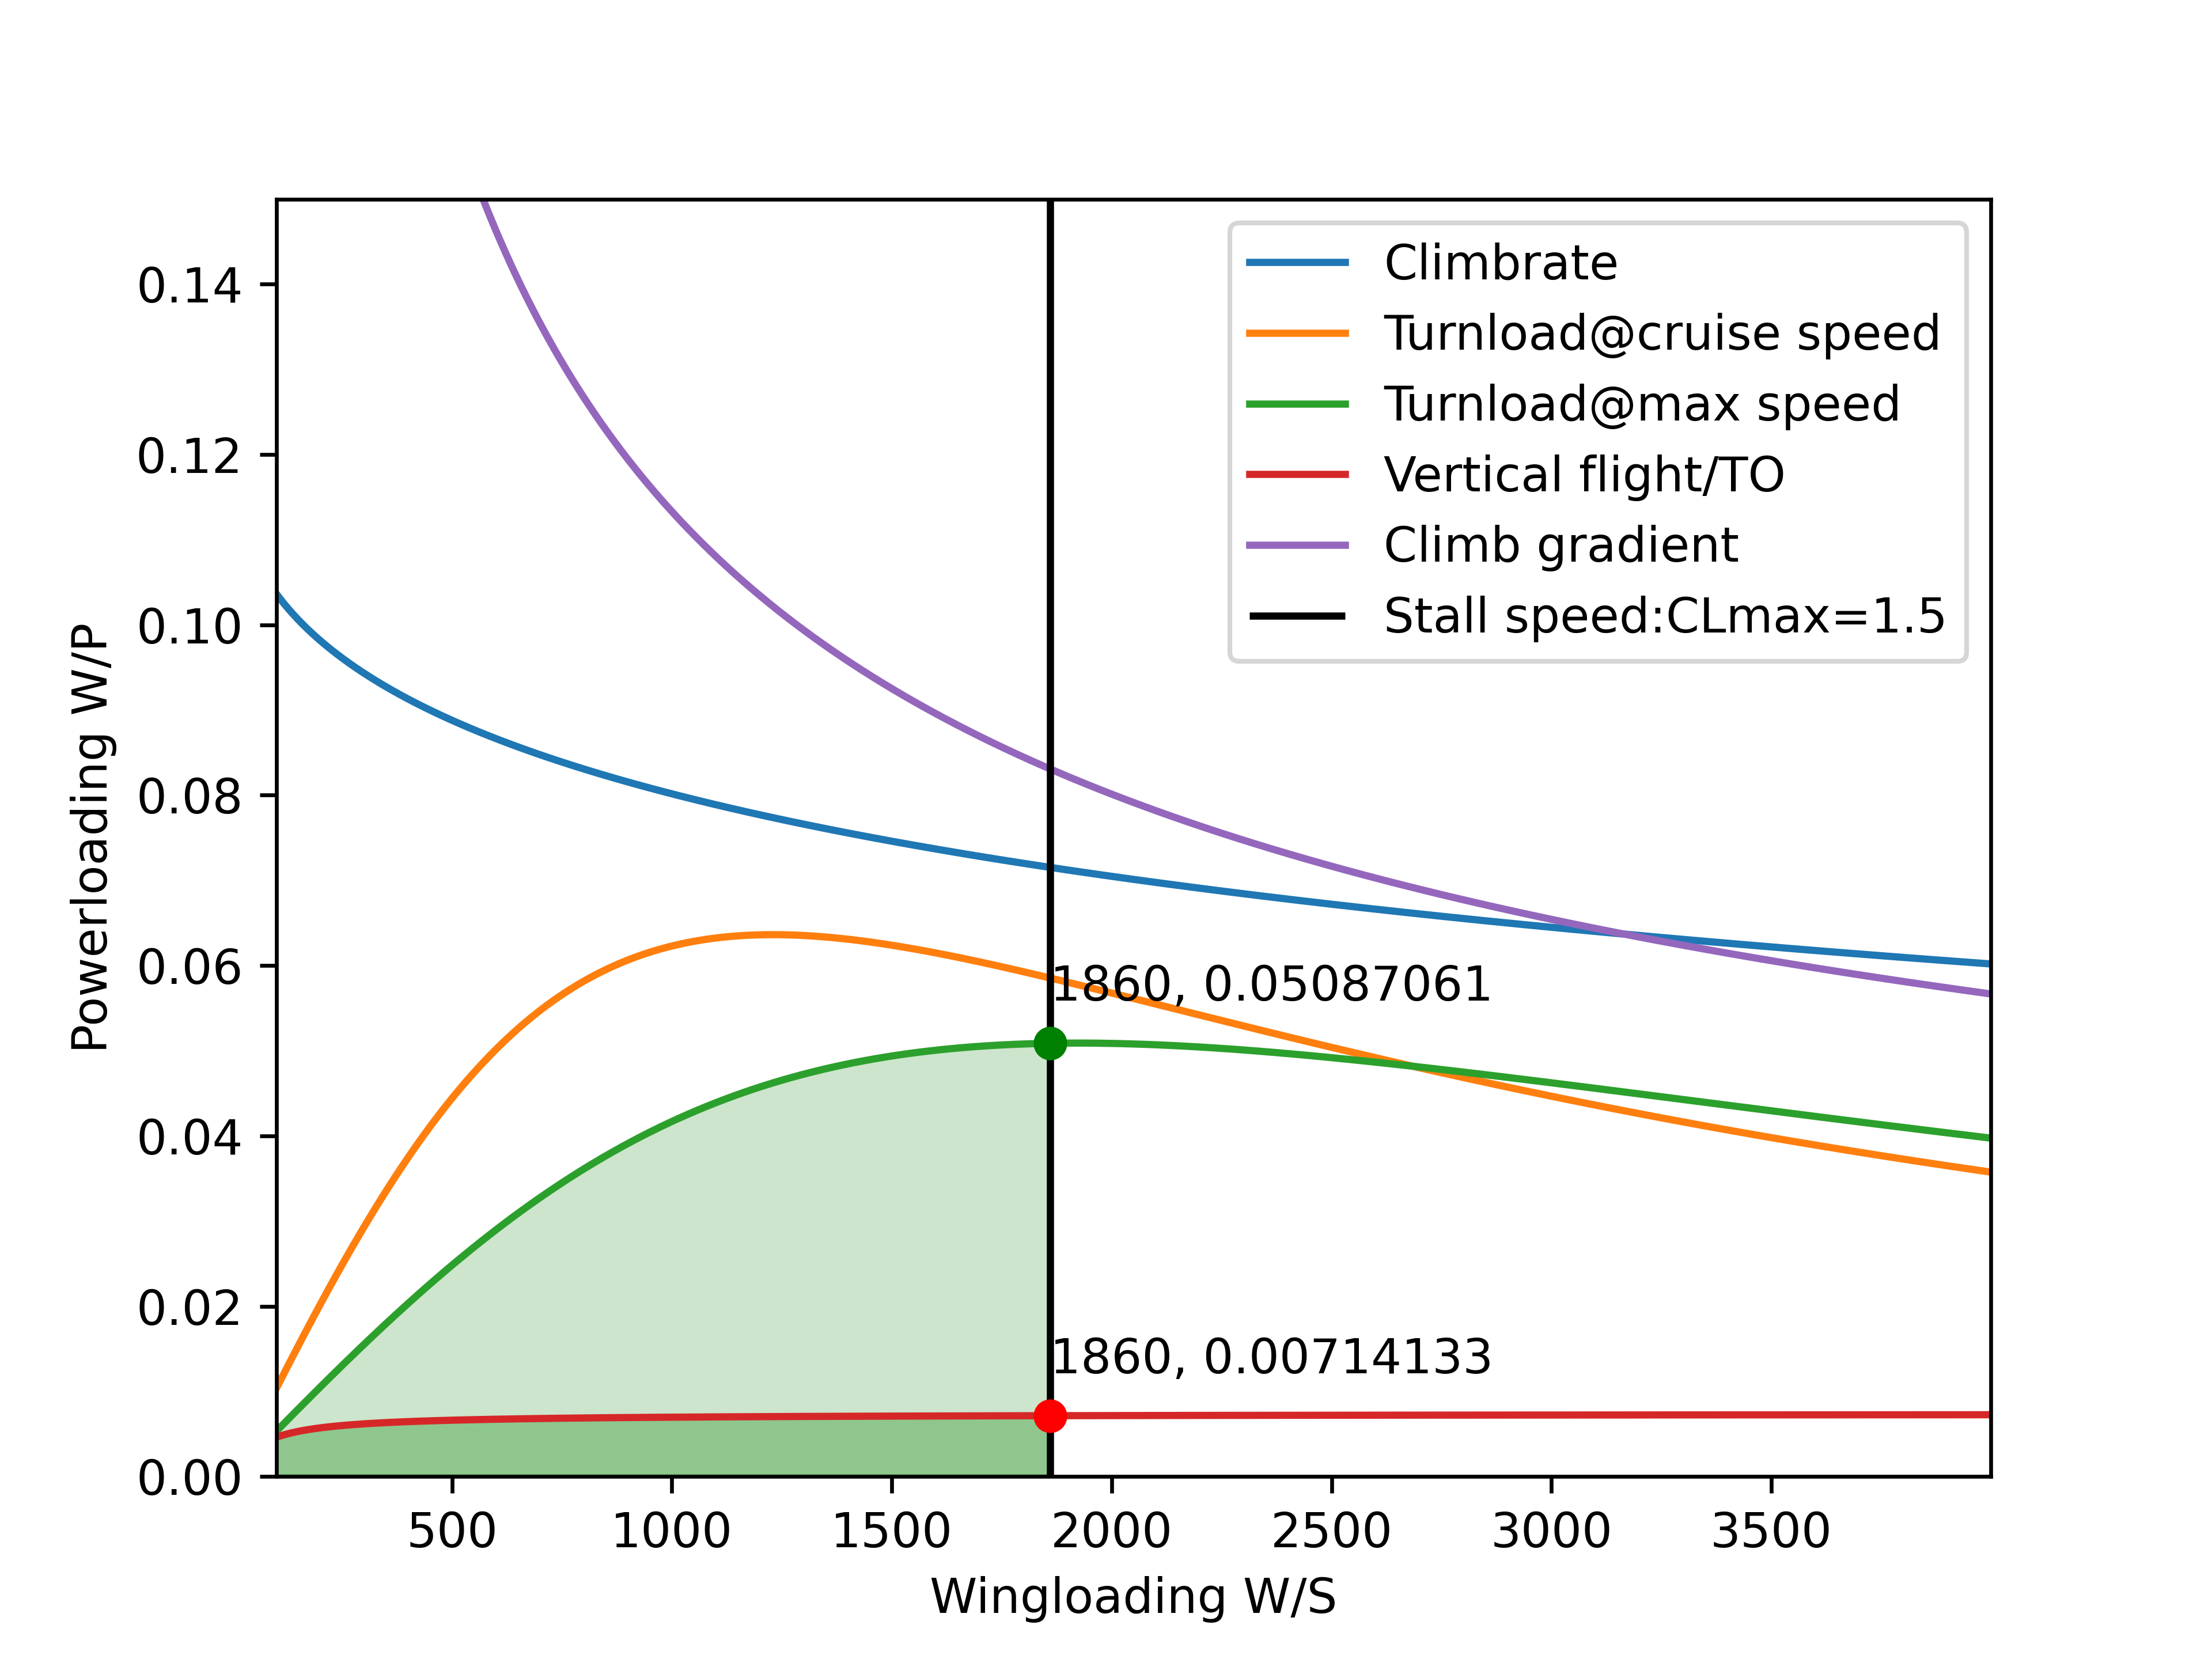 0.14
0.12
0.10
0.08
0.06
0.04
0.02
0.00
Powerloading W/P
Climbrate
Turnload@cruise speed
Turnload@max speed
Vertical flight/TO
Climb gradient
Stall speed:CLmax=1.5
1860, 0.05087061
1860, 0.00714133
500 1000 1500 2000 2500 3000 3500
Wingloading W/S